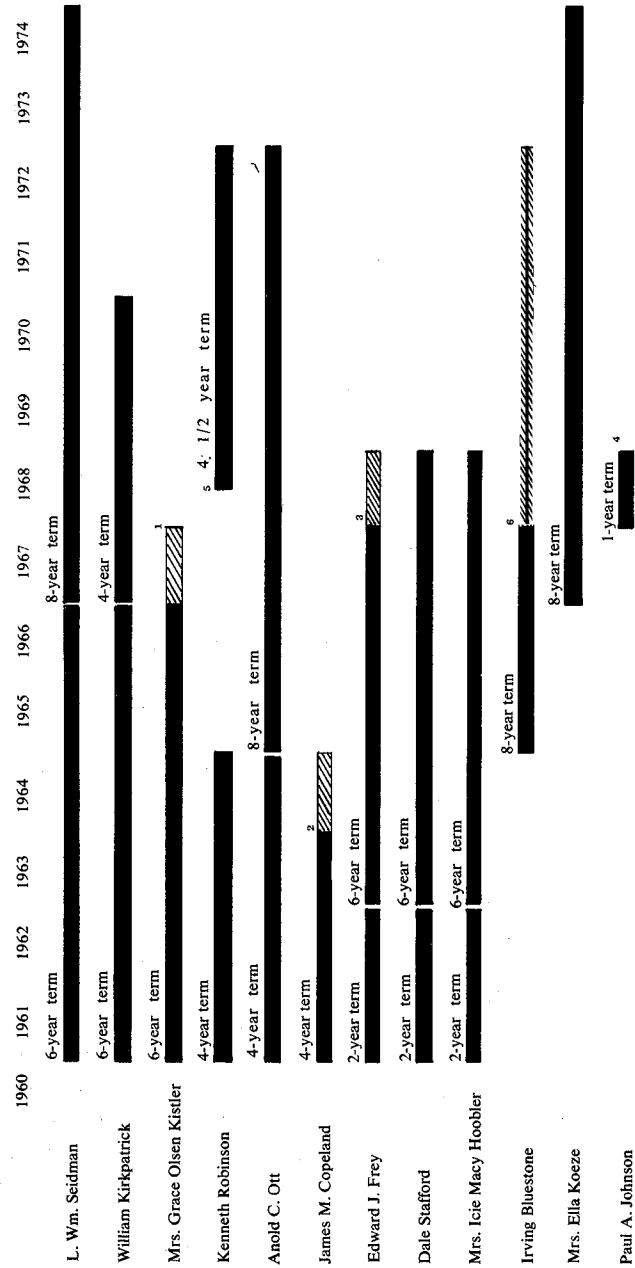 1960 1961 1962 1963 1964 1965 1966 1967 1968 1969 1970 1971 1972 1973 1974
L. Wm. Seidman 6-year term 8-year term
William Kirkpatrick 6-year term 4-year term
Mrs. Grace Olsen Kistler 6-year term 1
Kenneth Robinson 4-year term 5 4: 1/2 year term
Anold C. Ott 4-year term 8-year term
James M. Copeland 4-year term 2
Edward J. Frey 2-year term 6-year term 3
Dale Stafford 2-year term 6-year term
Mrs. Icie Macy Hoobler 2-year term 6-year term
Irving Bluestone 8-year term 6
Mrs. Ella Koeze 8-year term
Paul A. Johnson 1-year term 4